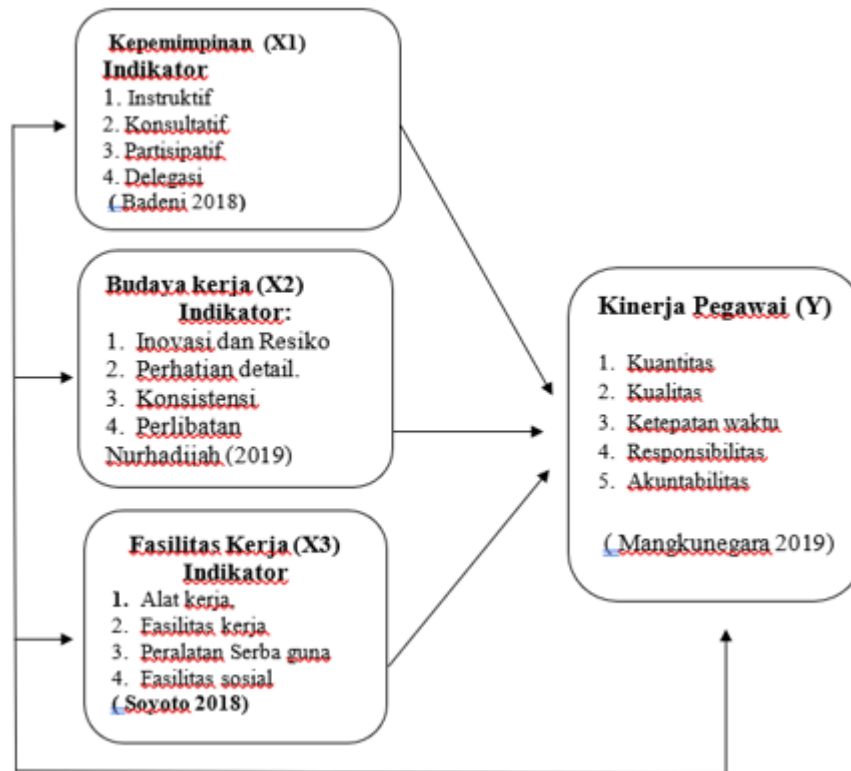 Kepemimpinan (X1)
Indikator
1. Instruktif
2. Konsultatif
3. Partisipatif
4. Delegasi
( Badeni 2018)
Budaya kerja (X2)
Indikator:
1. Inovasi dan Resiko
2. Perhatian detail.
3. Konsistensi
4. Perlibatan
Nurhadijah (2019)
Fasilitas Kerja (X3)
Indikator
1. Alat kerja
2. Fasilitas kerja
3. Peralatan Serba guna
4. Fasilitas sosial
( Soyoto 2018)
Kinerja Pegawai (Y)
1. Kuantitas
2. Kualitas
3. Ketepatan waktu
4. Responsibilitas
5. Akuntabilitas
( Mangkunegara 2019)